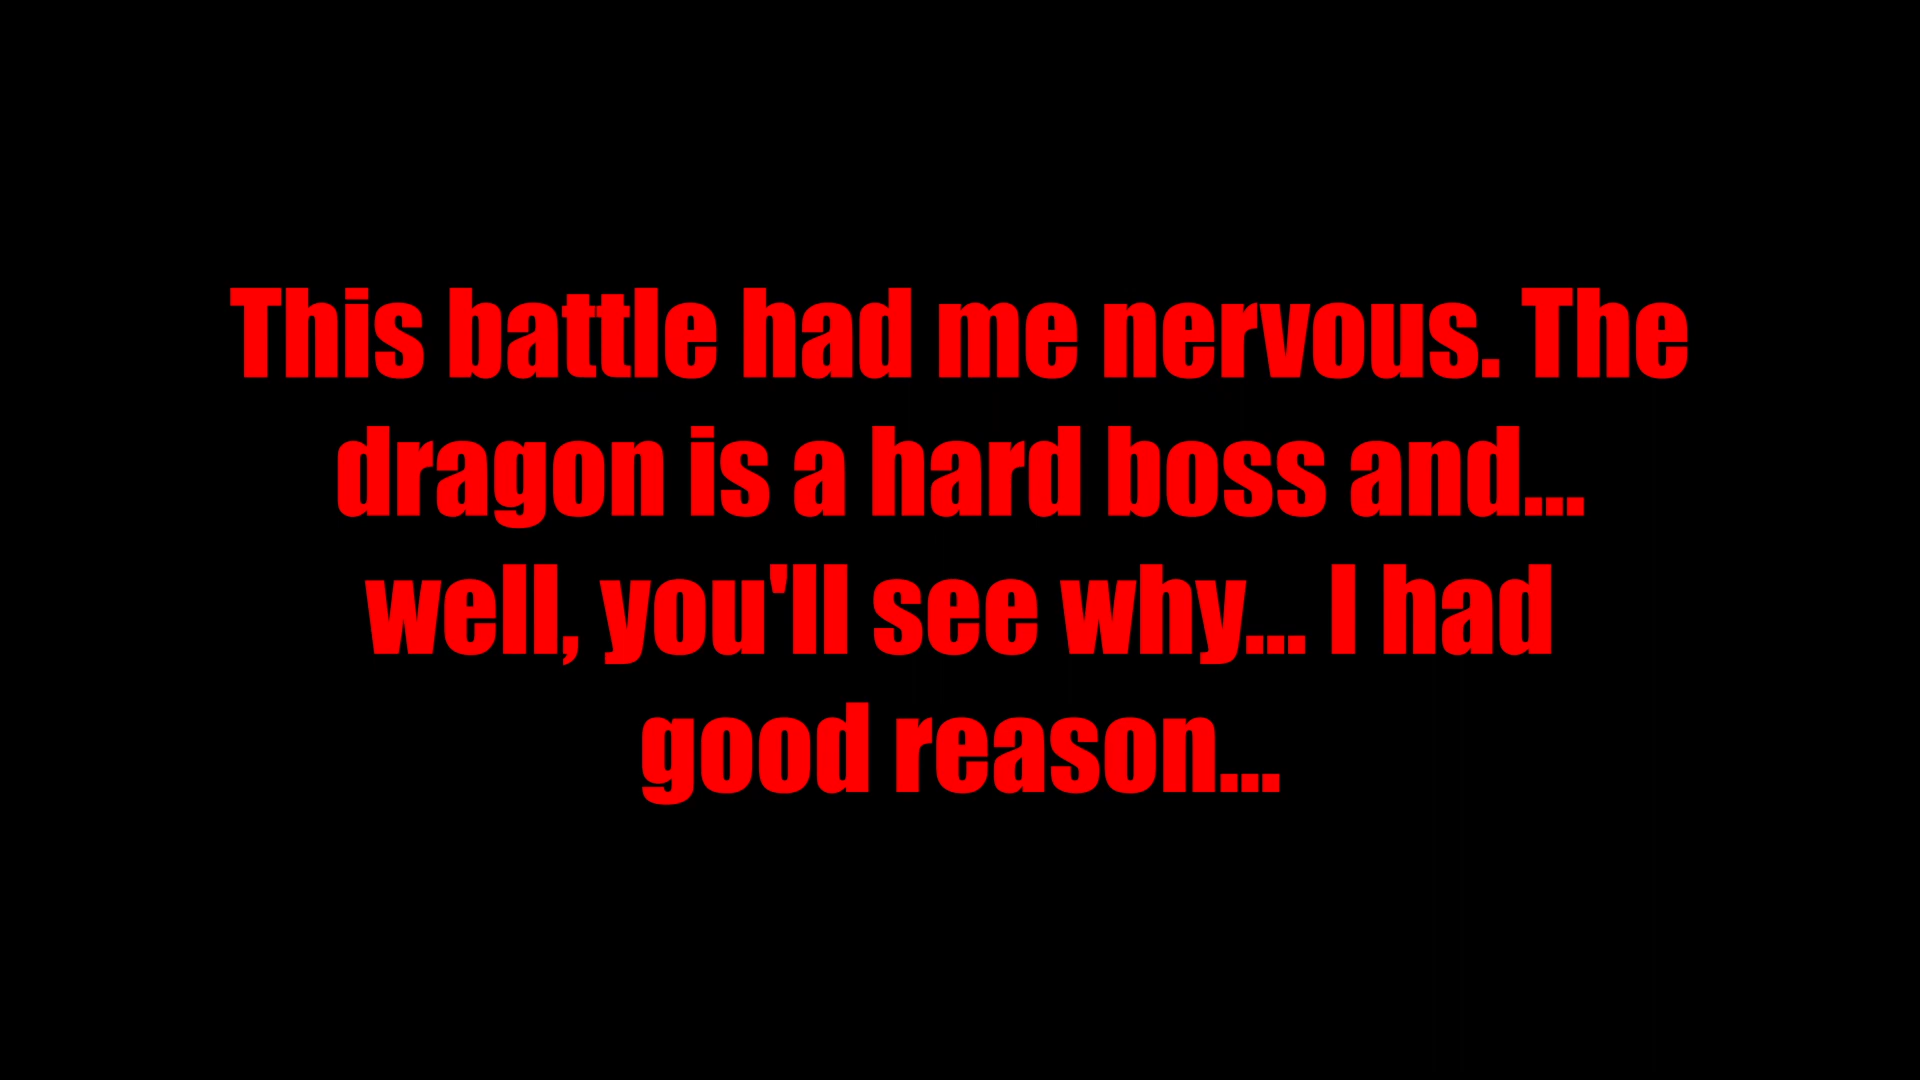 This battle had me nervous. The
dragon is a hard boss and...
well, you'll see why... I had
good reason...